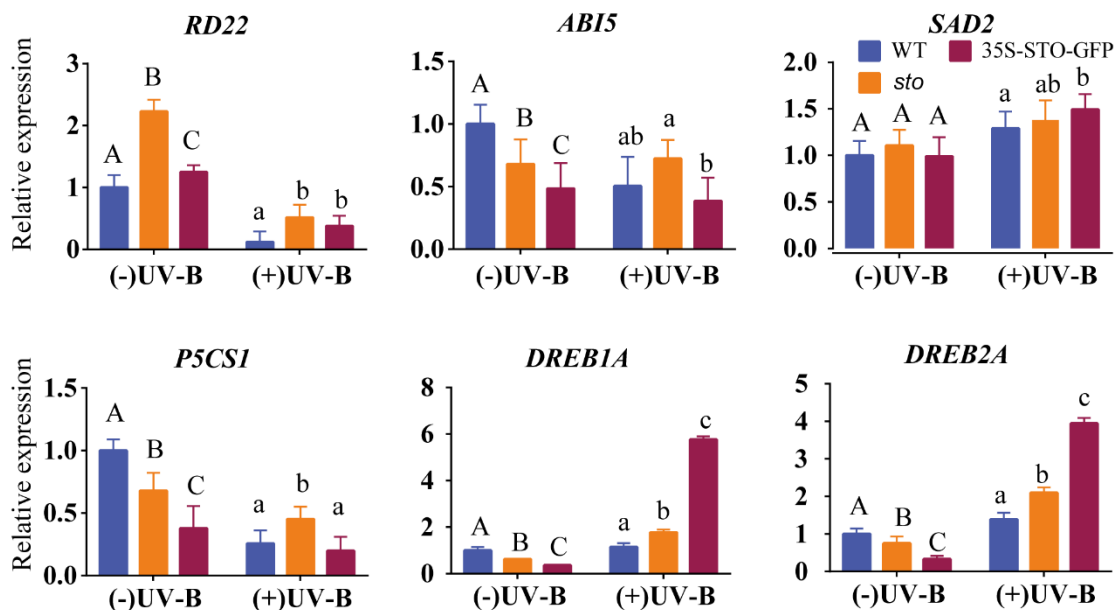 RD22
Relative expression
3
2
1
0
A
B
C
a
b
b
(-)UV-B
(+)UV-B
ABI5
1.5
1.0
0.5
0.0
A
B
C
ab
a
b
(-)UV-B
(+)UV-B
SAD2
WT
35S-STO-GFP
sto
2.0
1.5
1.0
0.5
0.0
A
A
A
a
ab
b
(-)UV-B
(+)UV-B
P5CS1
Relative expression
1.5
1.0
0.5
0.0
A
B
C
a
b
a
(-)UV-B
(+)UV-B
DREB1A
8
6
4
2
0
A
B
C
a
b
c
(-)UV-B
(+)UV-B
DREB2A
5
4
3
2
1
0
A
B
C
a
b
c
(-)UV-B
(+)UV-B